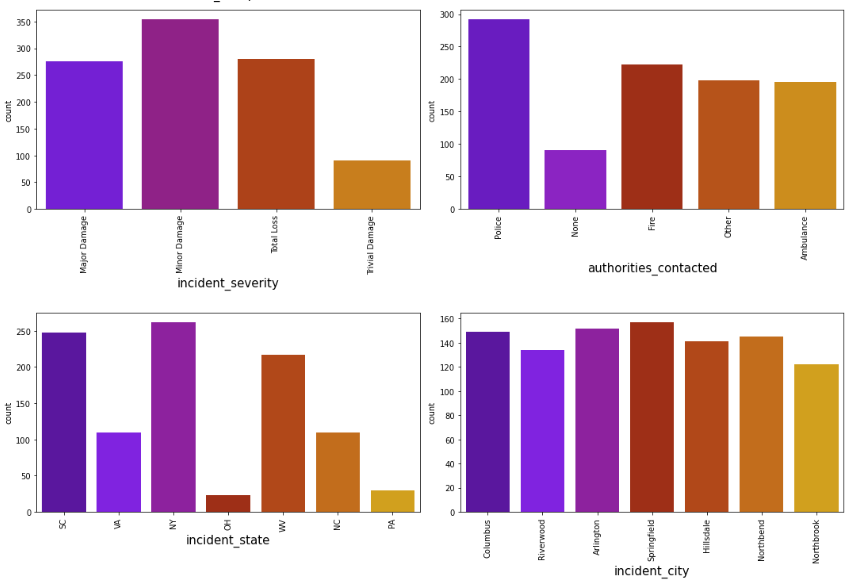 350
300
250
200
150
100
50
0
count
Major Damage
Minor Damage
Total Loss
Trivial Damage
incident_severity
300
250
200
150
100
50
0
count
Police
None
Fire
Other
Ambulance
authorities_contacted
250
200
150
100
50
0
count
SC
VA
NY
OH
WV
NC
PA
incident_state
160
140
120
100
80
60
40
20
0
count
Columbus
Riverwood
Arlington
Springfield
Hillsdale
Northbend
Northbrook
incident_city